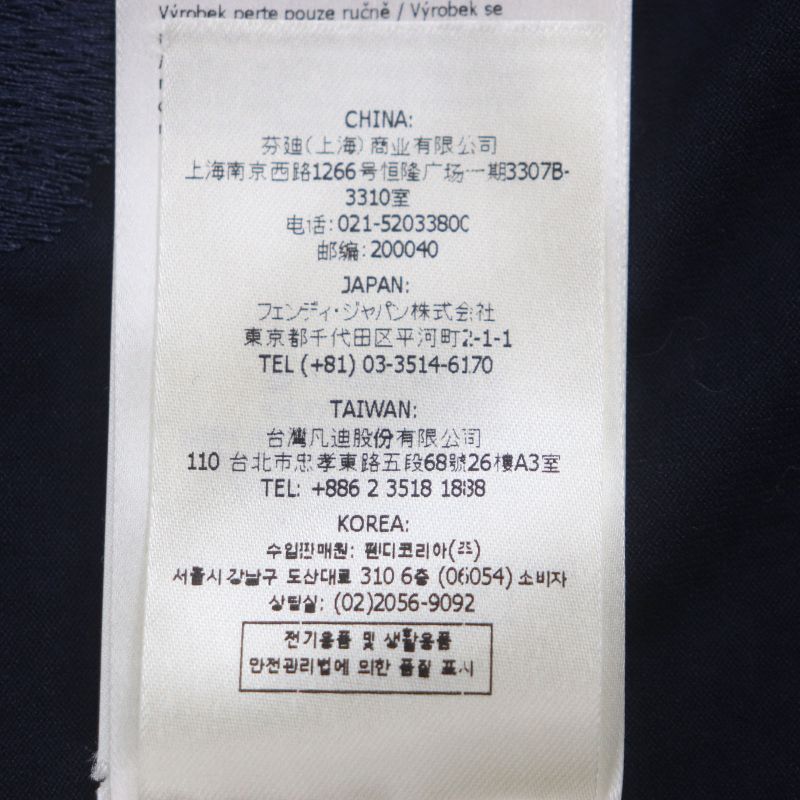 Výrobek perte pouze ručně / Výrobek se
CHINA:
芬迪(上海)商业有限公司
上海南京西路1266号恒隆广场一期3307B-
3310室
电话: 021-52033800
邮编: 200040
JAPAN:
フェンディ・ジャパン株式会社
東京都千代田区平河町2-1-1
TEL (+81) 03-3514-6170
TAIWAN:
台灣凡迪股份有限公司
110 台北市忠孝東路五段68號26樓A3室
TEL: +886 2 3518 1888
KOREA:
수입판매원: 펜디코리아(주)
서울시 강남구 도산대로 310 6층 (06054) 소비자
상담실: (02)2056-9092
전기용품 및 생활용품
안전관리법에 의한 품질 표시